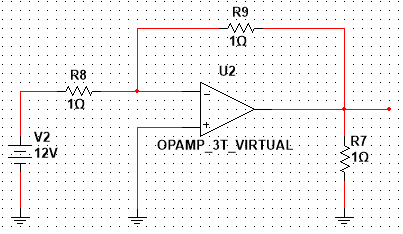 R9
1Ω
R8
1Ω
U2
V2
12V
OPAMP_3T_VIRTUAL
R7
1Ω